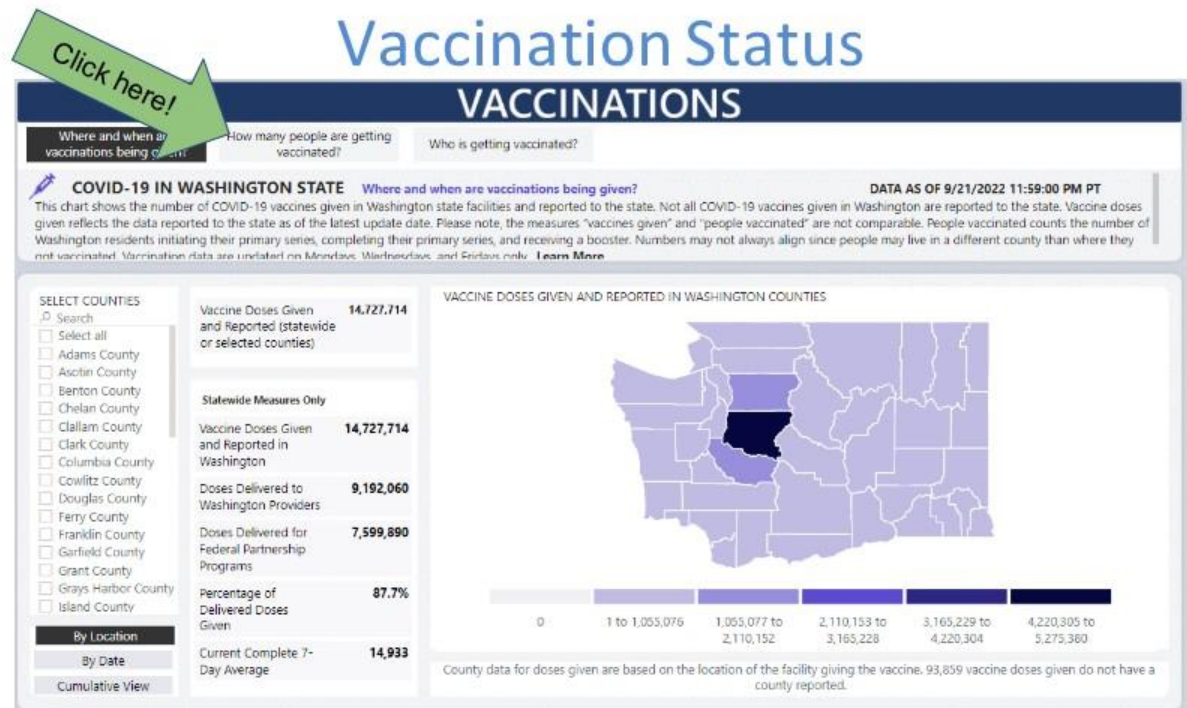 Vaccination Status
Click here!
VACCINATIONS
Where and when a
vaccinations being given?
How many people are getting
vaccinated?
Who is getting vaccinated?
COVID-19 IN WASHINGTON STATE Where and when are vaccinations being given? DATA AS OF 9/21/2022 11:59:00 PM PT
This chart shows the number of COVID-19 vaccines given in Washington state facilities and reported to the state. Not all COVID-19 vaccines given in Washington are reported to the state. Vaccine doses
given reflects the data reported to the state as of the latest update date. Please note, the measures "vaccines given" and "people vaccinated" are not comparable. People vaccinated counts the number of
Washington residents initiating their primary series, completing their primary series, and receiving a booster. Numbers may not always align since people may live in a different county than where they
got vaccinated. Vaccination data are updated on Mondays, Wednesdays, and Fridays only. Learn More
SELECT COUNTIES
Search
Select all
Adams County
Asotin County
Benton County
Chelan County
Clallam County
Clark County
Columbia County
Cowlitz County
Douglas County
Ferry County
Franklin County
Garfield County
Grant County
Grays Harbor County
Island County
By Location
By Date
Cumulative View
Vaccine Doses Given 14,727,714
and Reported (statewide
or selected counties)
Statewide Measures Only
Vaccine Doses Given 14,727,714
and Reported in
Washington
Doses Delivered to 9,192,060
Washington Providers
Doses Delivered for 7,599,890
Federal Partnership
Programs
Percentage of 87.7%
Delivered Doses
Given
Current Complete 7- 14,933
Day Average
VACCINE DOSES GIVEN AND REPORTED IN WASHINGTON COUNTIES
0
1 to 1,055,076
1,055,077 to
2,110,152
2,110,153 to
3,165,228
3,165,229 to
4,220,304
4,220,305 to
5,275,380
County data for doses given are based on the location of the facility giving the vaccine. 93,859 vaccine doses given do not have a
county reported.